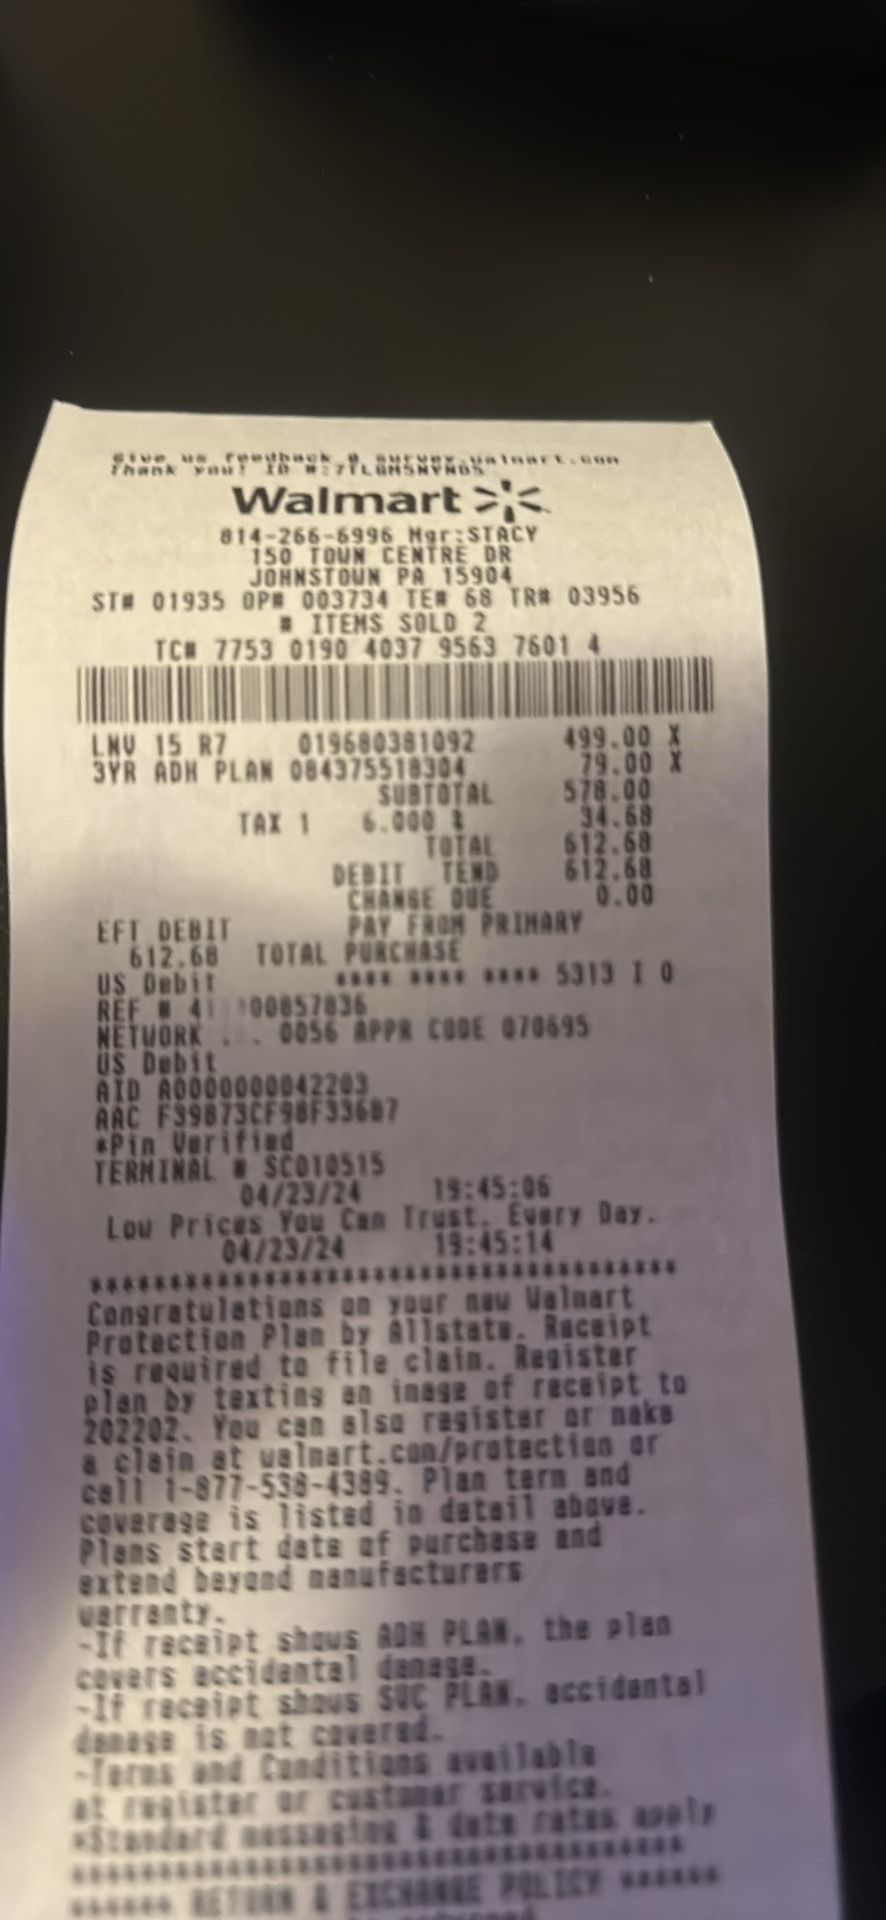 Give us feedback @ survey.walmart.com
Thank you! ID #:
Walmart
814-266-6996 Mgr:STACY
150 TOWN CENTRE DR
JOHNSTOWN PA 15904
ST# 01935 OP# 003734 TE# 68 TR# 03956
# ITEMS SOLD 2
TC# 7753 0190 4037 9563 7601 4
LNV 15 R7 019680381092 499.00 X
3YR ADH PLAN 084375518304 79.00 X
SUBTOTAL 578.00
TAX 1 6.000 % 34.68
TOTAL 612.68
DEBIT TEND 612.68
CHANGE DUE 0.00
EFT DEBIT PAY FROM PRIMARY
612.68 TOTAL PURCHASE
US Debit **** **** **** 5313 I 0
REF #
NETWORK 0056 APPR CODE 070695
US Debit
AID A0000000042203
AAC
*Pin Verified
TERMINAL # SC010515
04/23/24 19:45:06
Low Prices You Can Trust. Every Day.
04/23/24 19:45:14
Congratulations on your new Walmart
Protection Plan by Allstate. Receipt
is required to file claim. Register
plan by texting an image of receipt to
202202. You can also register or make
a claim at walmart.com/protection or
call 1-877-538-4389. Plan term and
coverage is listed in detail above.
Plans start date of purchase and
extend beyond manufacturers
warranty.
-If receipt shows ADH PLAN, the plan
covers accidental damage.
-If receipt shows SVC PLAN, accidental
damage is not covered.
-Terms and Conditions available
at register or customer service.
*Standard messaging & data rates apply
****** RETURN & EXCHANGE POLICY ******